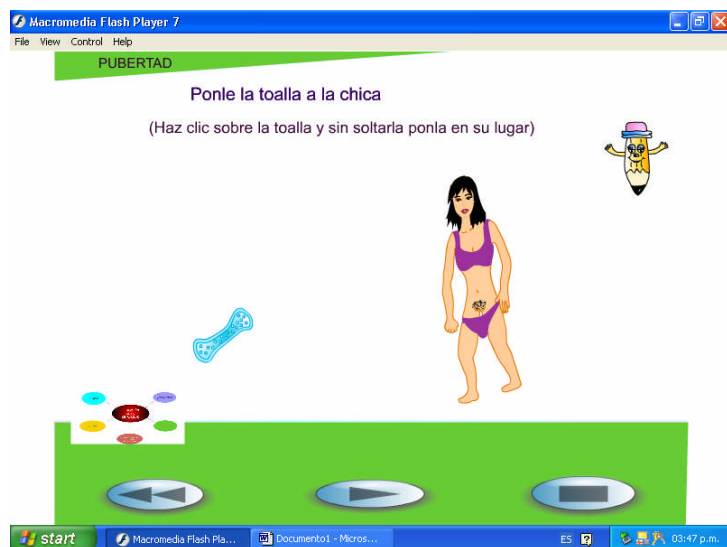 Macromedia Flash Player 7
File View Control Help
PUBERTAD
Ponle la toalla a la chica
(Haz clic sobre la toalla y sin soltarla ponla en su lugar)
start Macromedia Flash Pla... Documento1 - Micros... ES ? 03:47 p.m.